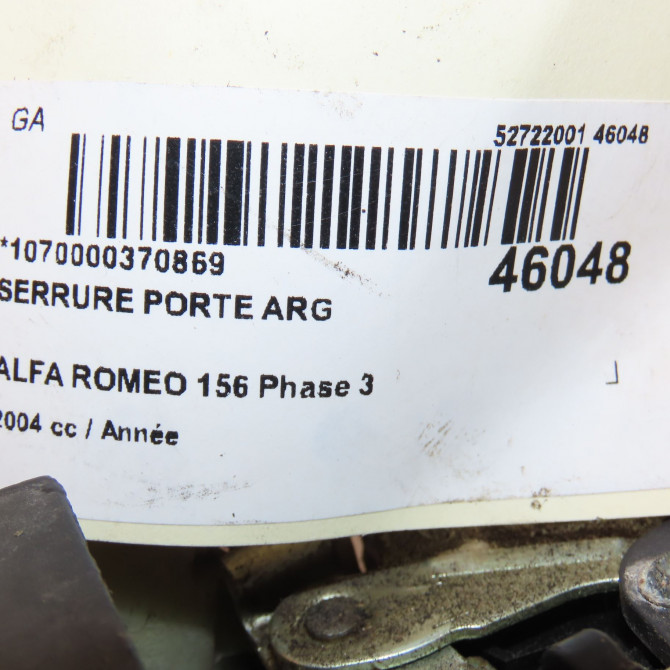 GA
52722001 46048
*1070000370869
46048
SERRURE PORTE ARG
ALFA ROMEO 156 Phase 3
2004 cc / Année